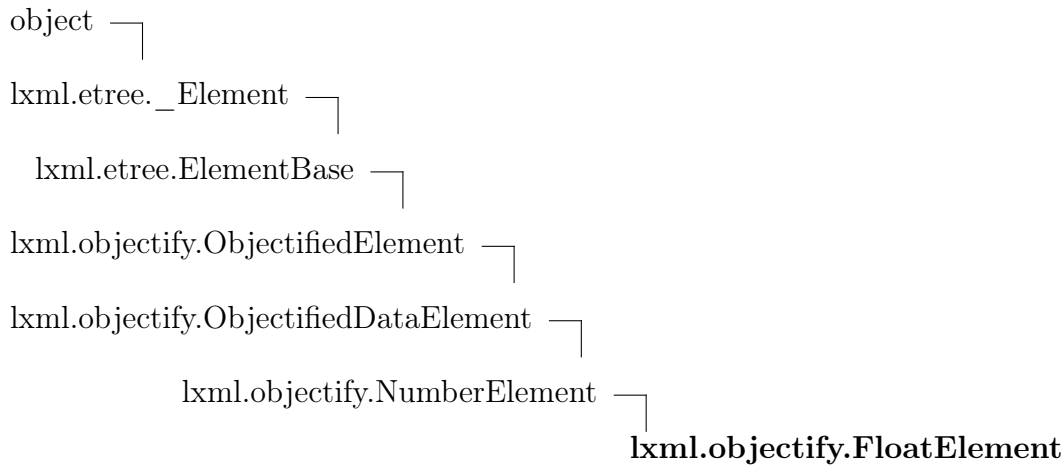 object
lxml.etree._Element
lxml.etree.ElementBase
lxml.objectify.ObjectifiedElement
lxml.objectify.ObjectifiedDataElement
lxml.objectify.NumberElement
lxml.objectify.FloatElement